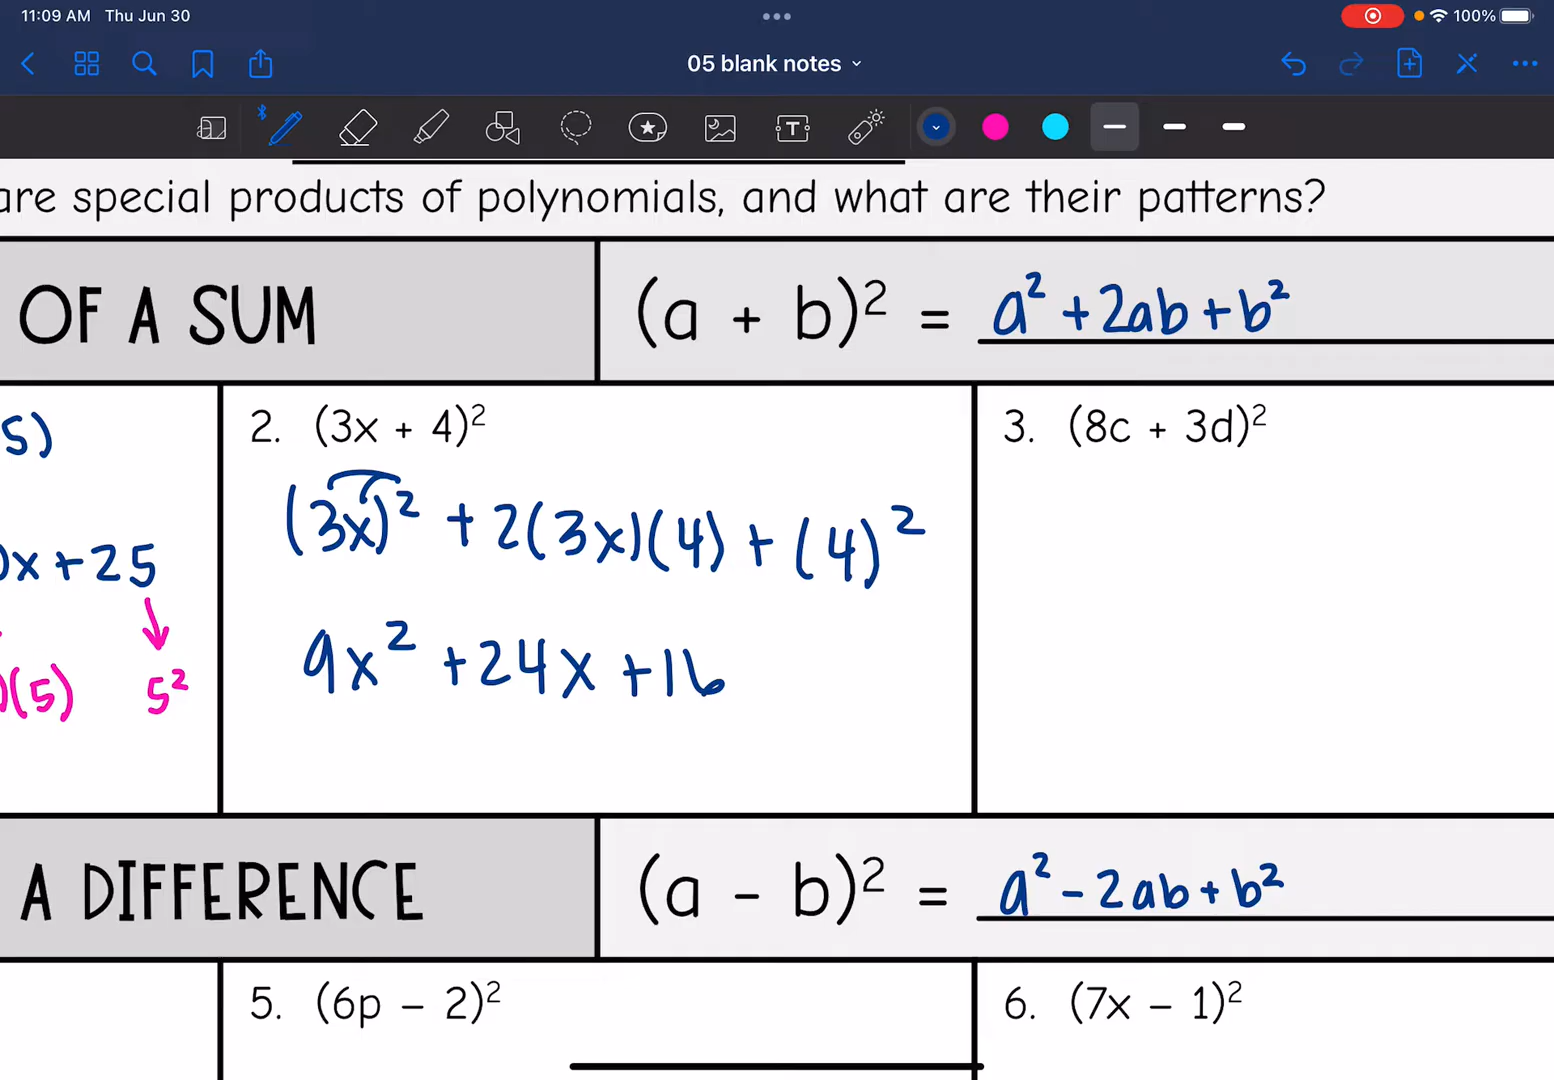 11:09 AM Thu Jun 30
100%
05 blank notes
T
are special products of polynomials, and what are their patterns?
OF A SUM
(a + b)² = a² + 2ab + b²
5)
x + 25
)(5) 5²
2. (3x + 4)²
(3x)² + 2(3x)(4) + (4)²
9x² + 24x + 16
3. (8c + 3d)²
A DIFFERENCE
(a - b)² = a² - 2ab + b²
5. (6p – 2)²
6. (7x – 1)²